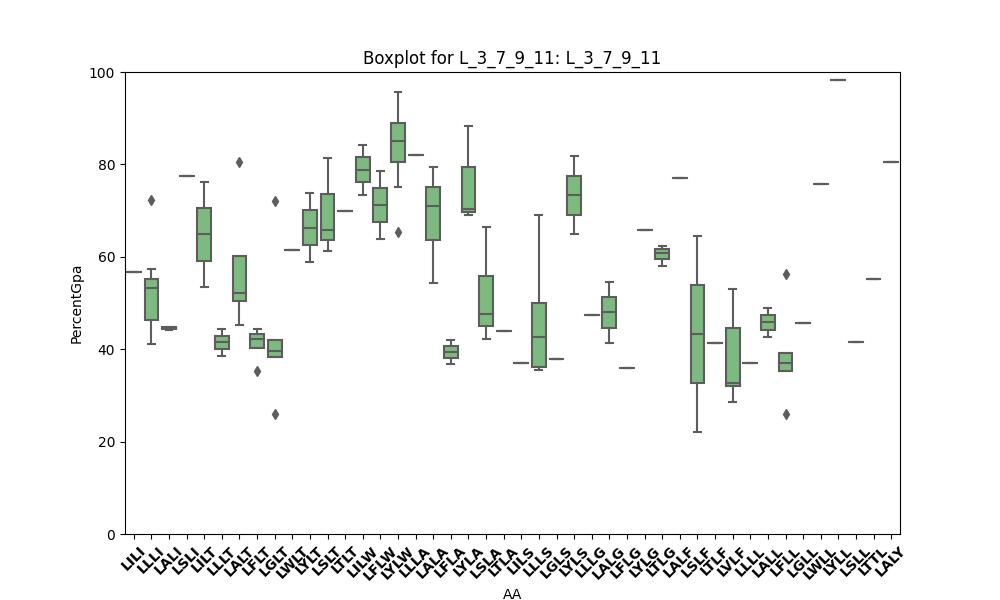 Boxplot for L_3_7_9_11: L_3_7_9_11
PercentGpa
100
80
60
40
20
0
LILI
LLLI
LALI
LSLI
LILT
LLLT
LALT
LFLT
LGLT
LWLT
LYLT
LSLT
LTLT
LILW
LFLW
LYLW
LLLA
LALA
LFLA
LYLA
LSLA
LTLA
LILS
LLLS
LGLS
LYLS
LLLG
LALG
LFLG
LYLG
LTLG
LALF
LSLF
LTLF
LVLF
LLLL
LALL
LFLL
LGLL
LWLL
LYLL
LSLL
LTTL
LALY
AA